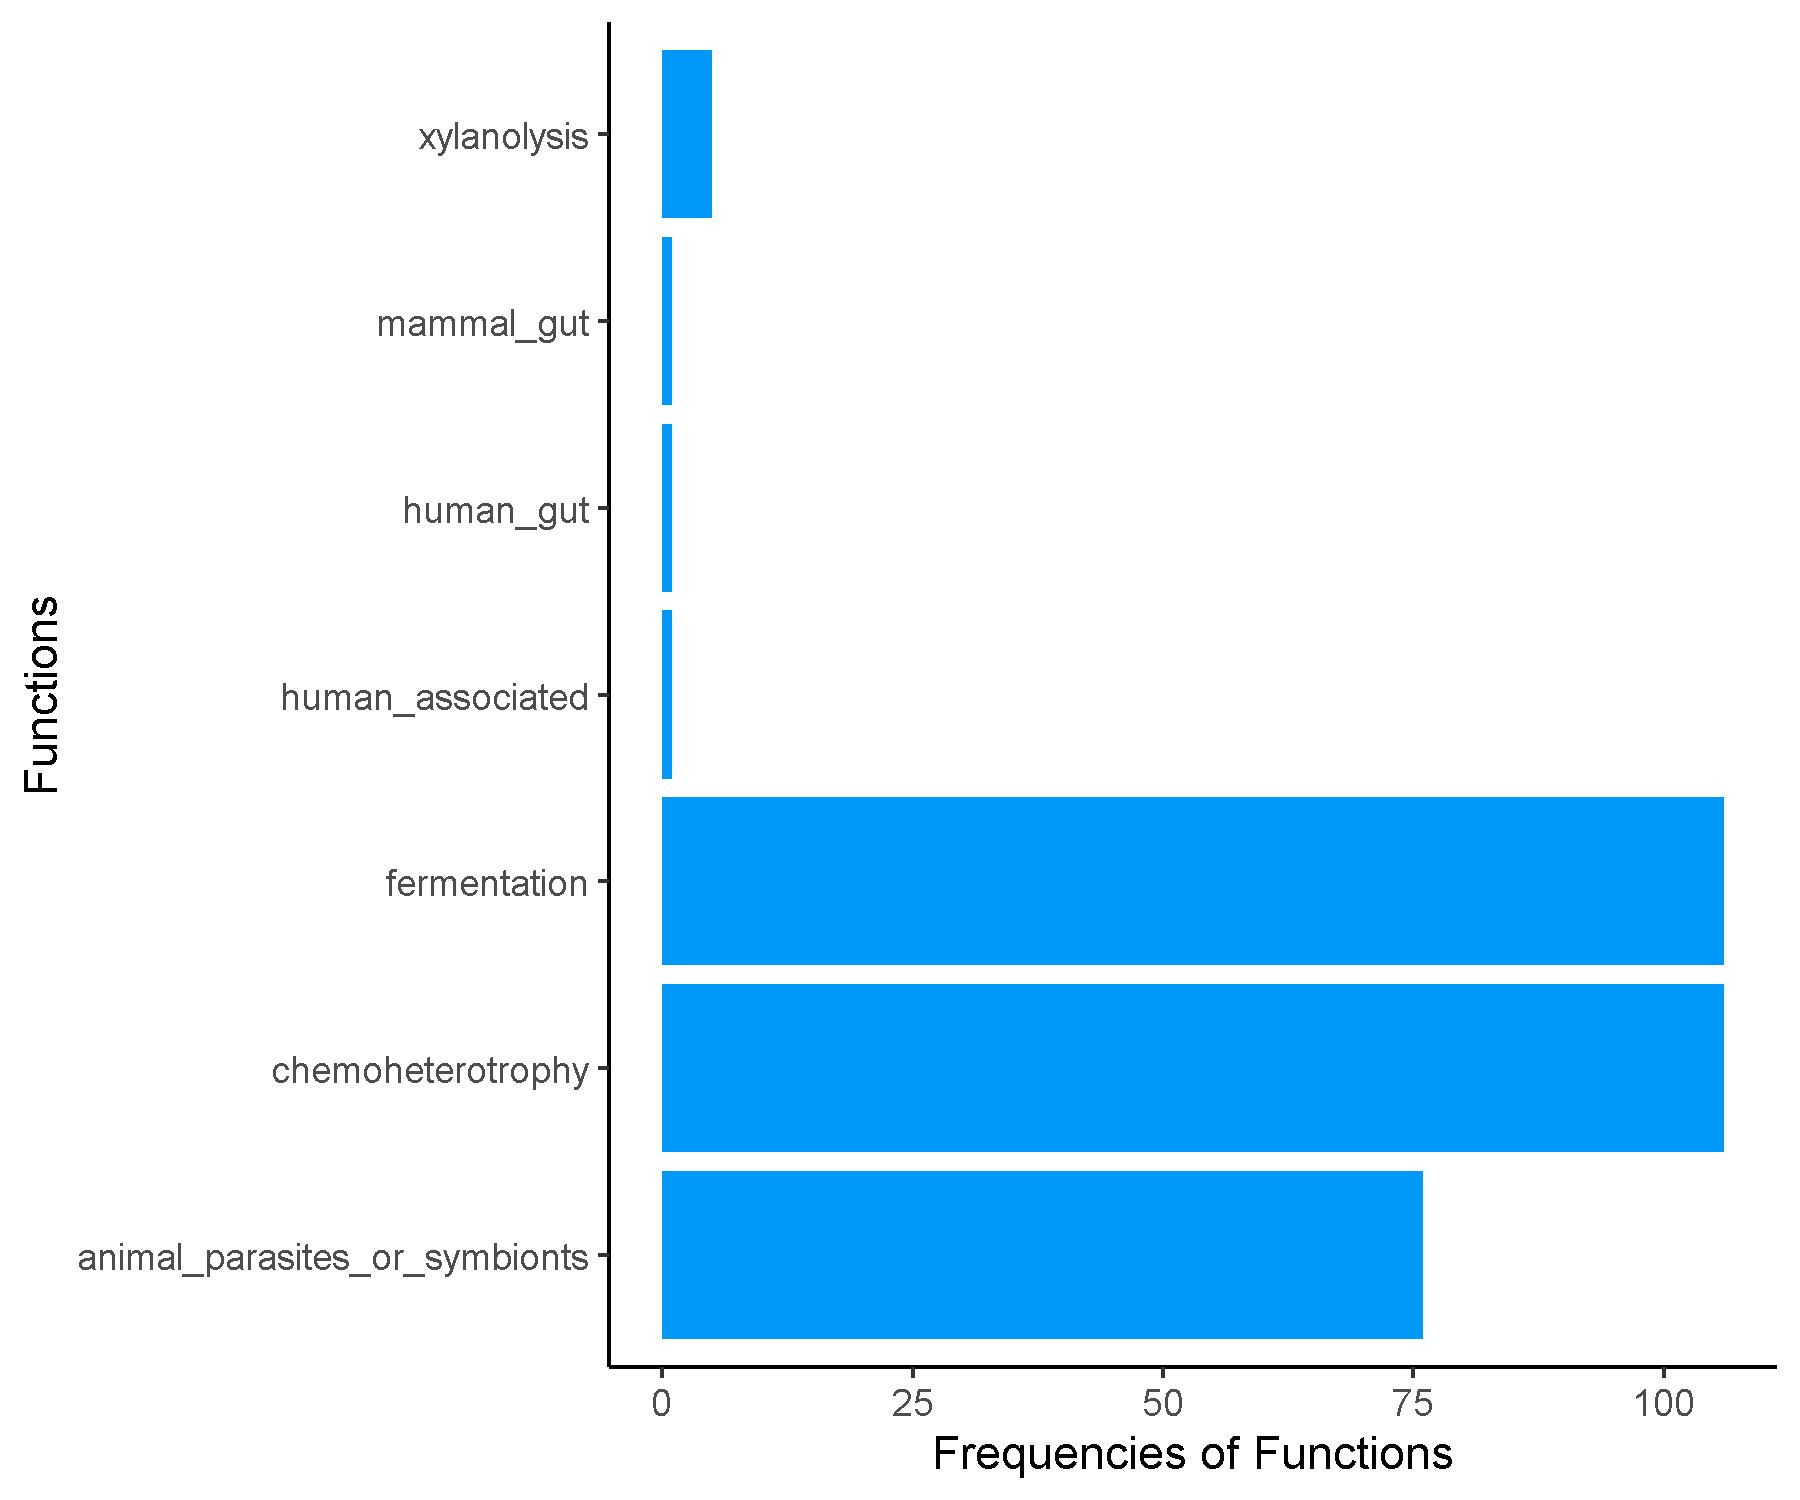 xylanolysis
mammal_gut
human_gut
human_associated
fermentation
chemoheterotrophy
animal_parasites_or_symbionts
Functions
0 25 50 75 100
Frequencies of Functions